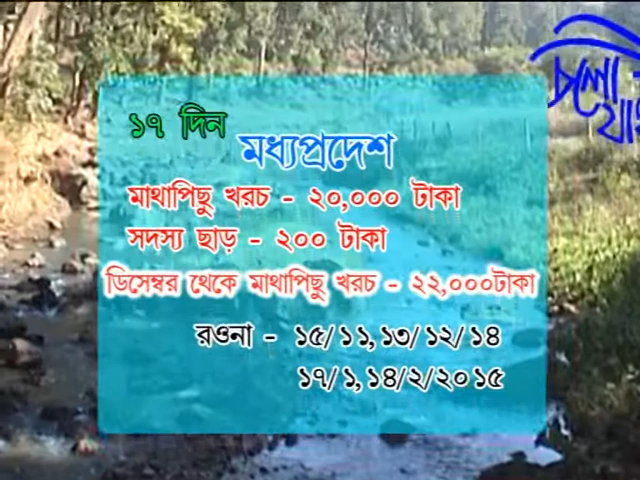 চলো
যাই
১৭ দিন
মধ্যপ্রদেশ
মাথাপিছু খরচ - ২০,০০০ টাকা
সদস্য ছাড় - ২০০ টাকা
ডিসেম্বর থেকে মাথাপিছু খরচ - ২২,০০০টাকা
রওনা - ১৫/১১,১৩/১২/১৪
১৭/১,১৪/২/২০১৫